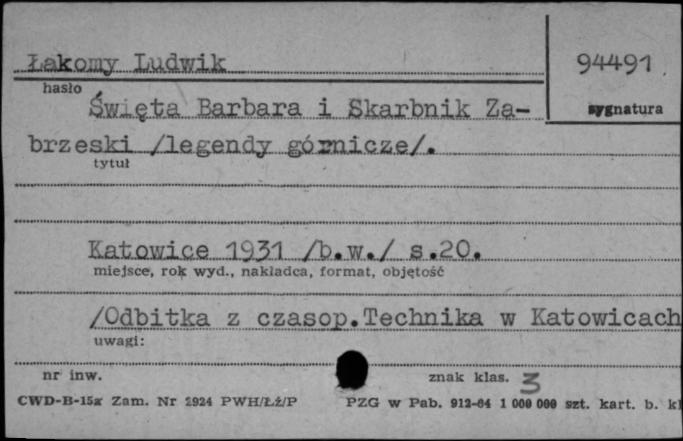 Łakomy Ludwik
94491
hasło
sygnatura
Święta Barbara i Skarbnik Za-
brzeski /legendy górnicze/.
tytuł
Katowice 1931 /b.w./ s.20.
miejsce, rok wyd., nakładca, format, objętość
/Odbitka z czasop.Technika w Katowicach
uwagi:
nr inw.
znak klas. 3
CWD-B-15x Zam. Nr 2924 PWH/Łż/P
PZG w Pab. 912-64 1 000 000 szt. kart. b. kl